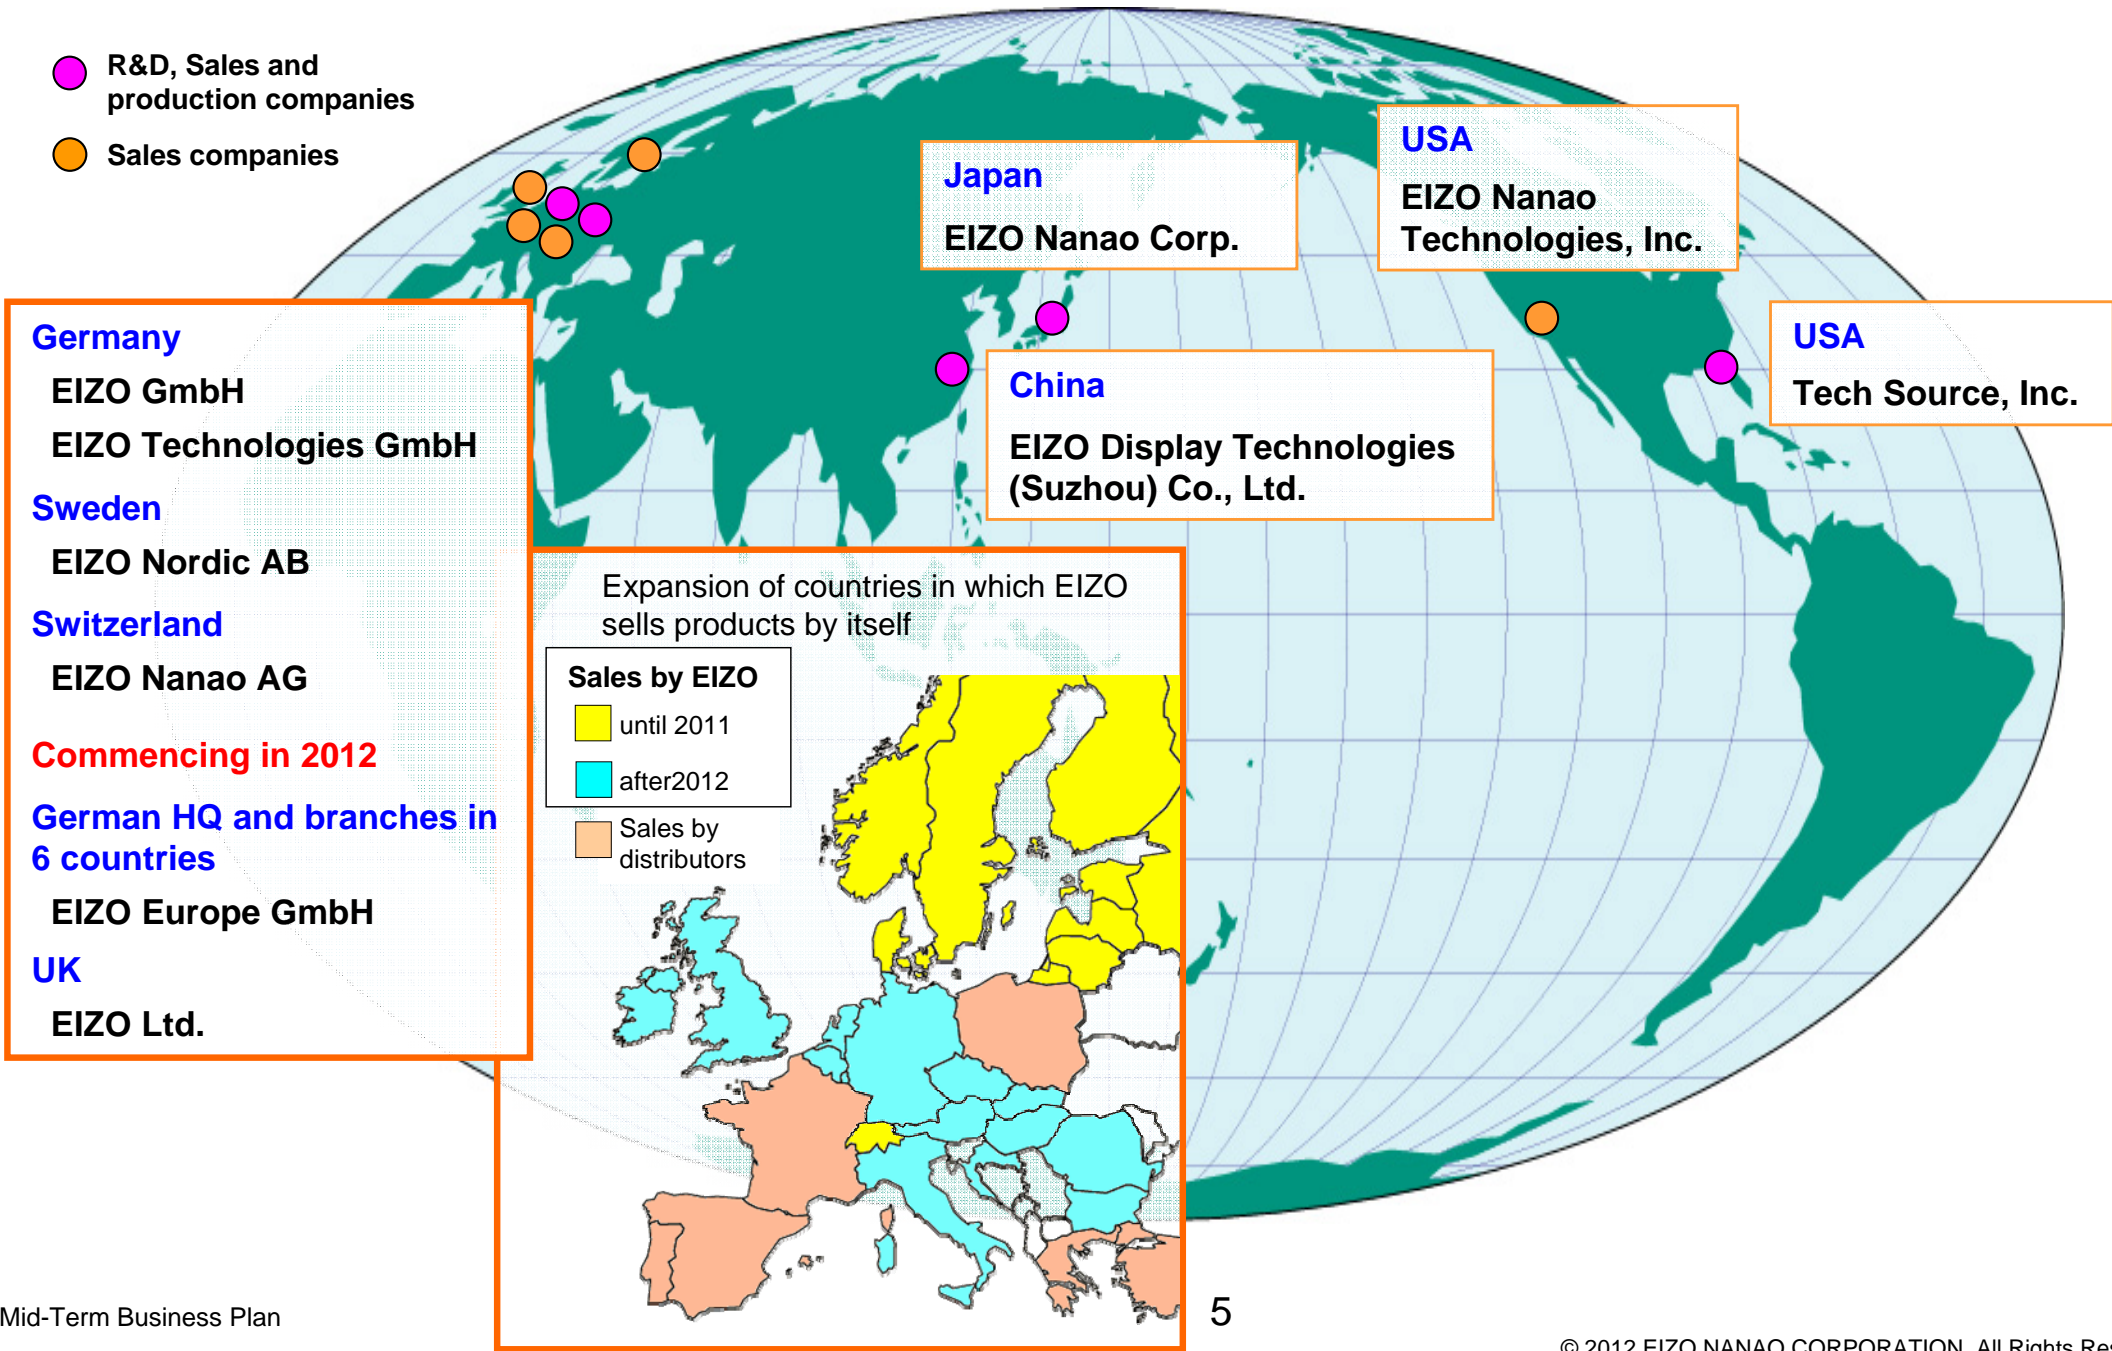 R&D, Sales and
production companies
Sales companies
Japan
EIZO Nanao Corp.
USA
EIZO Nanao
Technologies, Inc.
USA
Tech Source, Inc.
China
EIZO Display Technologies
(Suzhou) Co., Ltd.
Germany
EIZO GmbH
EIZO Technologies GmbH
Sweden
EIZO Nordic AB
Switzerland
EIZO Nanao AG
Commencing in 2012
German HQ and branches in
6 countries
EIZO Europe GmbH
UK
EIZO Ltd.
Expansion of countries in which EIZO
sells products by itself
Sales by EIZO
until 2011
after2012
Sales by
distributors
Mid-Term Business Plan
5
© 2012 EIZO NANAO CORPORATION. All Rights Res